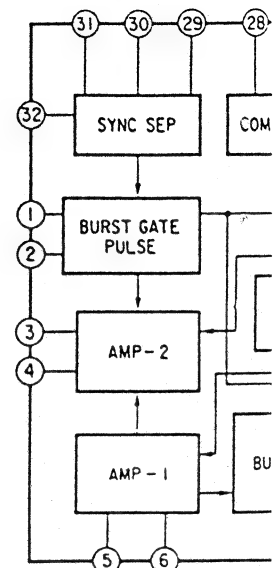 31 30 29 28
32
SYNC SEP
COM
1
BURST GATE
PULSE
2
3
AMP-2
4
AMP-1
BU
5 6